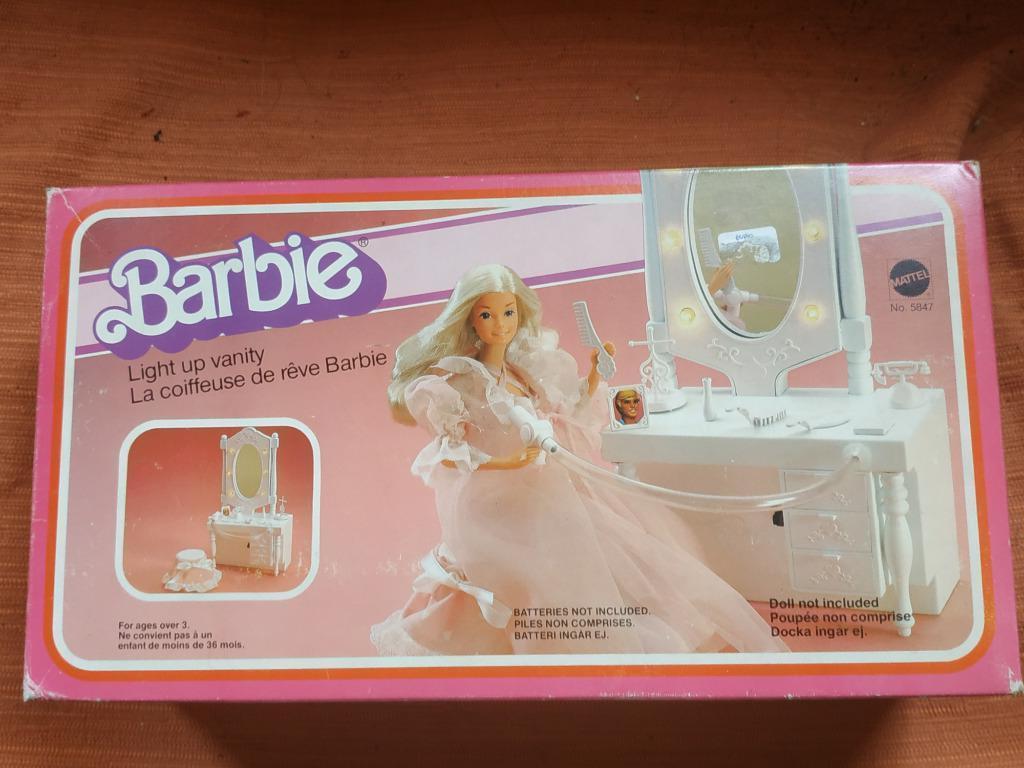 Barbie®
Light up vanity
La coiffeuse de rêve Barbie
MATTEL
No. 5847
For ages over 3.
Ne convient pas à un
enfant de moins de 36 mois.
BATTERIES NOT INCLUDED.
PILES NON COMPRISES.
BATTERI INGÅR EJ.
Doll not included
Poupée non comprise
Docka ingår ej.